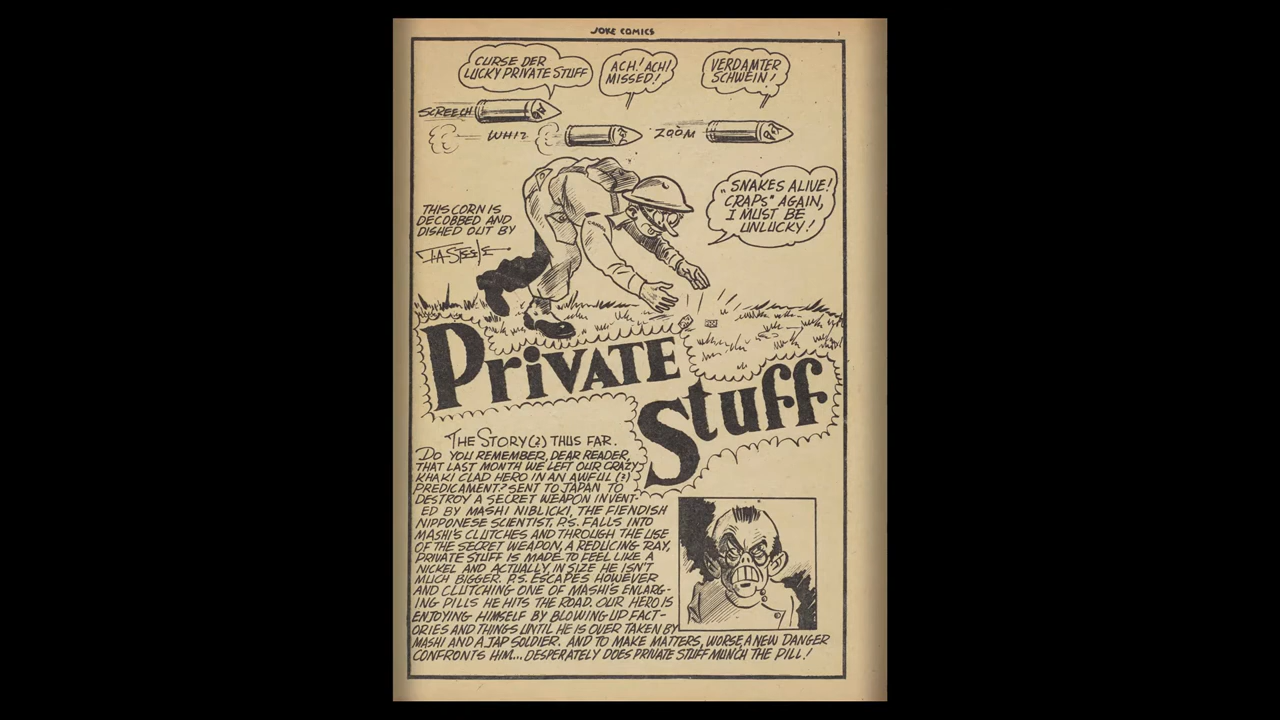 JOKE COMICS
1
CURSE DER
LUCKY PRIVATE STUFF
ACH! ACH!
MISSED!
VERDAMTER
SCHWEIN!
SCREECH
WHIZ
ZOOM
"SNAKES ALIVE!
CRAPS" AGAIN,
I MUST BE
UNLUCKY!
THIS CORN IS
DECOBBED AND
DISHED OUT BY
T.A. STEELE
PRIVATE
STUFF
THE STORY(?) THUS FAR.
DO YOU REMEMBER, DEAR READER,
THAT LAST MONTH WE LEFT OUR CRAZY
KHAKI CLAD HERO IN AN AWFUL (?)
PREDICAMENT? SENT TO JAPAN TO
DESTROY A SECRET WEAPON INVENT-
ED BY MASHI NIBLICKI, THE FIENDISH
NIPPONESE SCIENTIST, P.S. FALLS INTO
MASHI'S CLUTCHES AND THROUGH THE USE
OF THE SECRET WEAPON, A REDUCING RAY,
PRIVATE STUFF IS MADE TO FEEL LIKE A
NICKEL AND ACTUALLY, IN SIZE HE ISN'T
MUCH BIGGER. P.S. ESCAPES HOWEVER
AND CLUTCHING ONE OF MASHI'S ENLARG-
ING PILLS HE HITS THE ROAD. OUR HERO IS
ENJOYING HIMSELF BY BLOWING UP FACT-
ORIES AND THINGS UNTIL HE IS OVER TAKEN BY
MASHI AND A JAP SOLDIER. AND TO MAKE MATTERS, WORSE, A NEW DANGER
CONFRONTS HIM... DESPERATELY DOES PRIVATE STUFF MUNCH THE PILL!